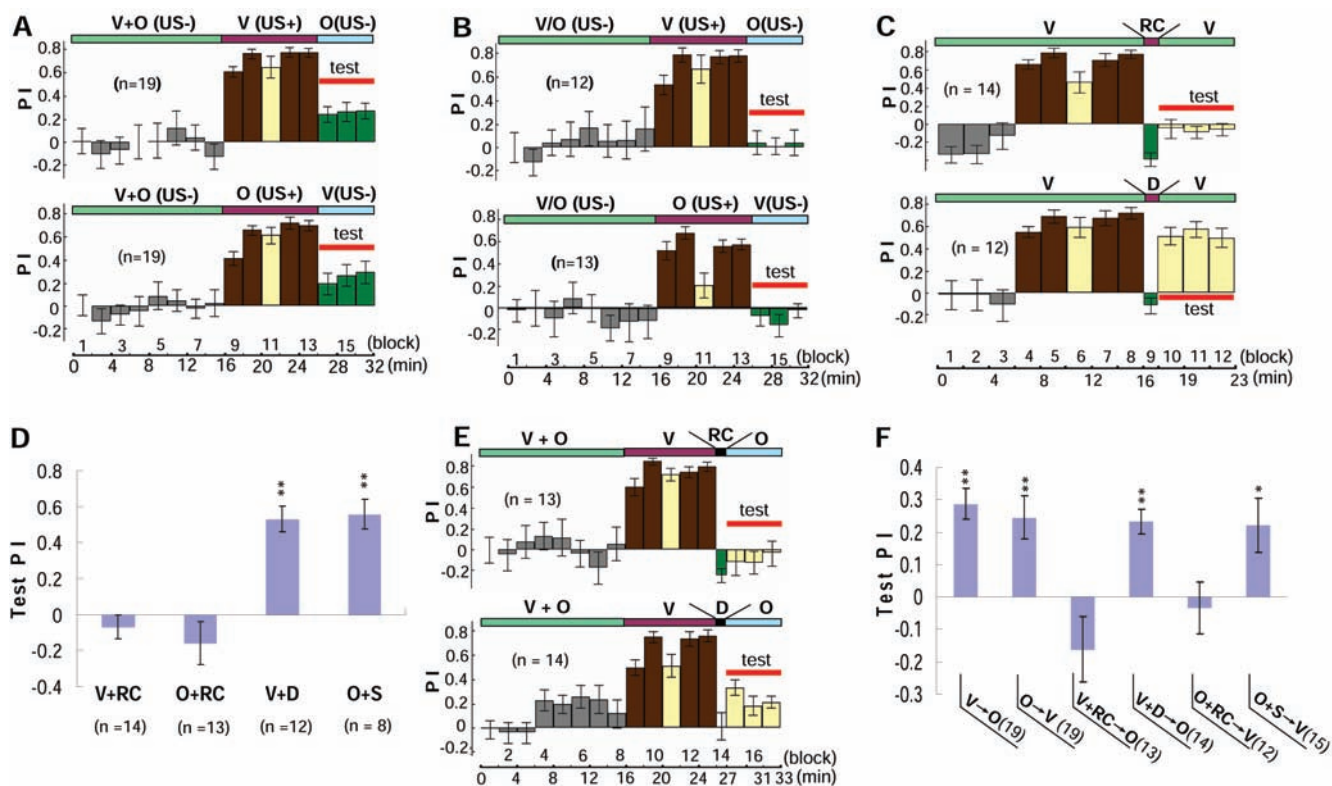 A
V+O (US-) V (US+) O(US-)
0.8
0.6
0.4
0.2
0
-0.2
PI
(n=19)
test
V+O (US-) O (US+) V(US-)
0.8
0.6
0.4
0.2
0
-0.2
PI
(n=19)
test
1 3 5 7 9 11 13 15 (block)
0 4 8 12 16 20 24 28 32 (min)
B
V/O (US-) V (US+) O(US-)
0.8
0.6
0.4
0.2
0
-0.2
PI
(n=12)
test
V/O (US-) O (US+) V(US-)
0.8
0.6
0.4
0.2
0
-0.2
PI
(n=13)
test
1 3 5 7 9 11 13 15 (block)
0 4 8 12 16 20 24 28 32 (min)
C
V RC V
0.8
0.6
0.4
0.2
0
-0.2
PI
(n = 14)
test
V D V
0.8
0.6
0.4
0.2
0
-0.2
PI
(n = 12)
test
1 2 3 4 5 6 7 8 9 10 11 12 (block)
0 4 8 12 16 19 23 (min)
D
0.8
0.6
0.4
0.2
0
-0.2
-0.4
Test PI
** **
V+RC O+RC V+D O+S
(n =14) (n =13) (n =12) (n = 8)
E
V + O V RC O
0.8
0.6
0.4
0.2
0
-0.2
PI
(n = 13)
test
V + O V D O
0.8
0.6
0.4
0.2
0
-0.2
PI
(n = 14)
test
2 4 6 8 10 12 14 16 (block)
0 4 8 12 16 20 24 27 31 33 (min)
F
0.4
0.3
0.2
0.1
0
-0.1
-0.2
-0.3
Test PI
** ** ** *
V→O(19)
O→V (19)
V+RC→O(13)
V+D→O(14)
O+RC→V(12)
O+S→V(15)